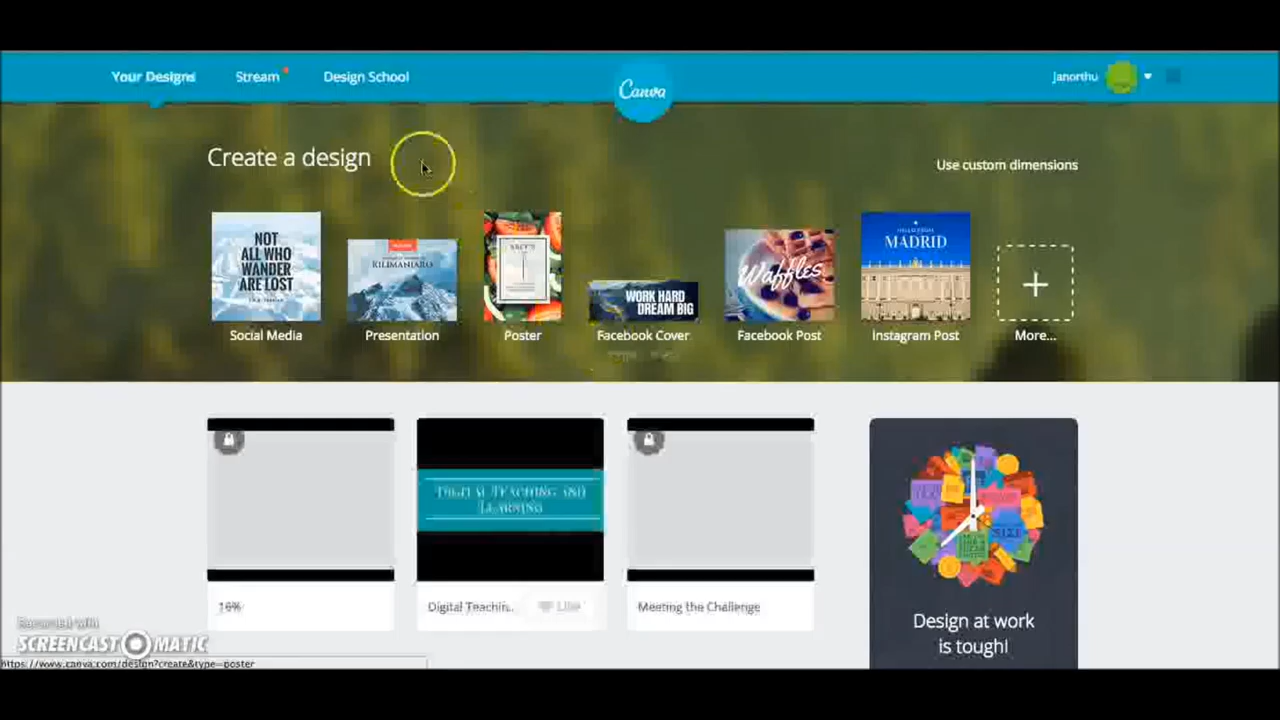 Your Designs
Stream
Design School
Canva
Janorthu
Create a design
Use custom dimensions
NOT
ALL WHO
WANDER
ARE LOST
KILIMANJARO
WORK HARD
DREAM BIG
Waffles
MADRID
Social Media
Presentation
Poster
Facebook Cover
Facebook Post
Instagram Post
More...
DIGITAL TEACHING AND
LEARNING
16%
Digital Teachin..
Like
Meeting the Challenge
Design at work
is tough!
Recorded with
SCREENCAST MATIC
https://www.canva.com/design?create&type=poster